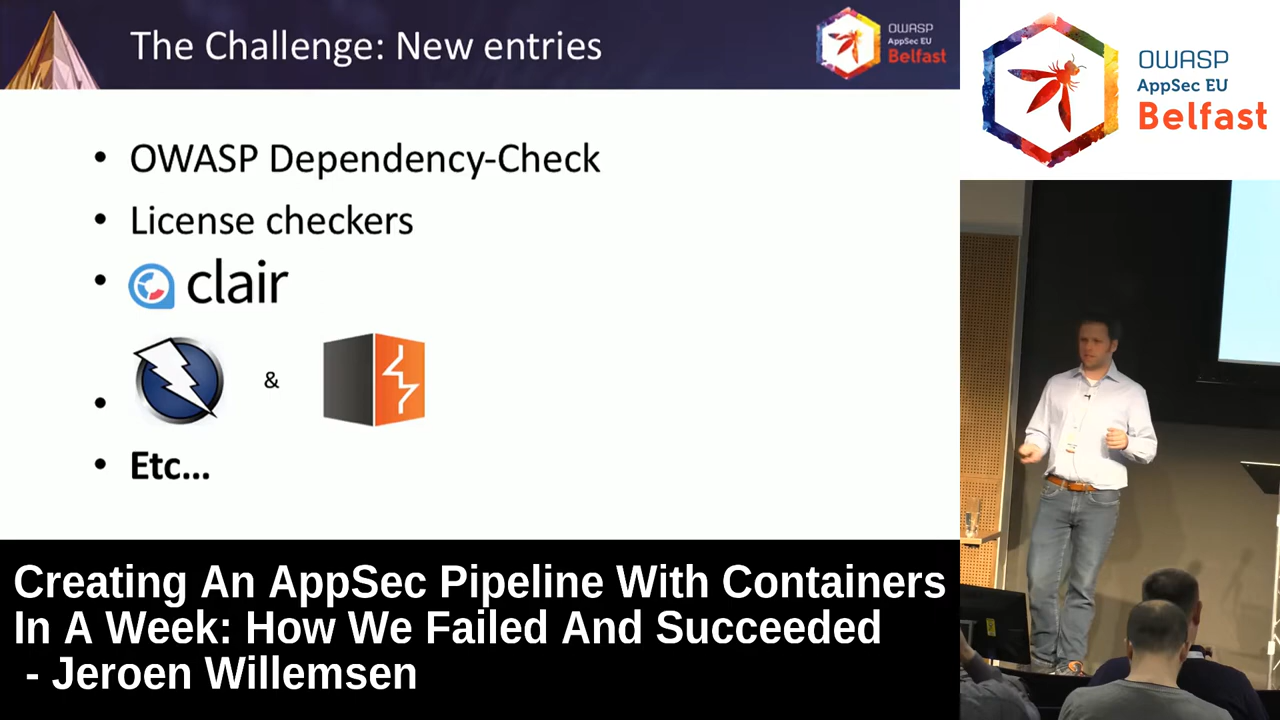 The Challenge: New entries
OWASP
AppSec EU
Belfast
OWASP
AppSec EU
Belfast
• OWASP Dependency-Check
• License checkers
• clair
• &
• Etc...
Creating An AppSec Pipeline With Containers
In A Week: How We Failed And Succeeded
- Jeroen Willemsen